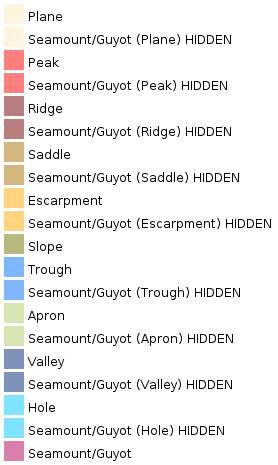 Plane
Seamount/Guyot (Plane) HIDDEN
Peak
Seamount/Guyot (Peak) HIDDEN
Ridge
Seamount/Guyot (Ridge) HIDDEN
Saddle
Seamount/Guyot (Saddle) HIDDEN
Escarpment
Seamount/Guyot (Escarpment) HIDDEN
Slope
Trough
Seamount/Guyot (Trough) HIDDEN
Apron
Seamount/Guyot (Apron) HIDDEN
Valley
Seamount/Guyot (Valley) HIDDEN
Hole
Seamount/Guyot (Hole) HIDDEN
Seamount/Guyot